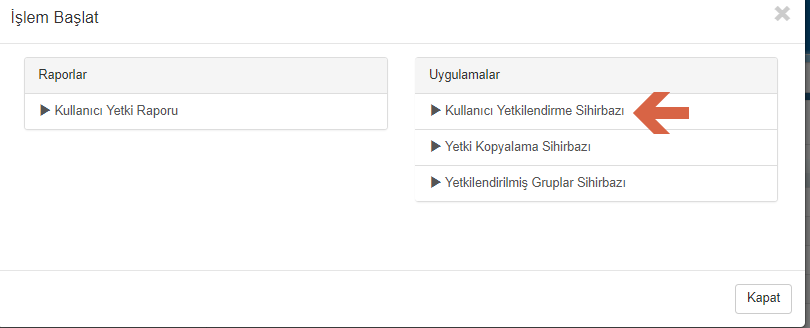 İşlem Başlat
Raporlar
Kullanıcı Yetki Raporu
Uygulamalar
Kullanıcı Yetkilendirme Sihirbazı
Yetki Kopyalama Sihirbazı
Yetkilendirilmiş Gruplar Sihirbazı
Kapat